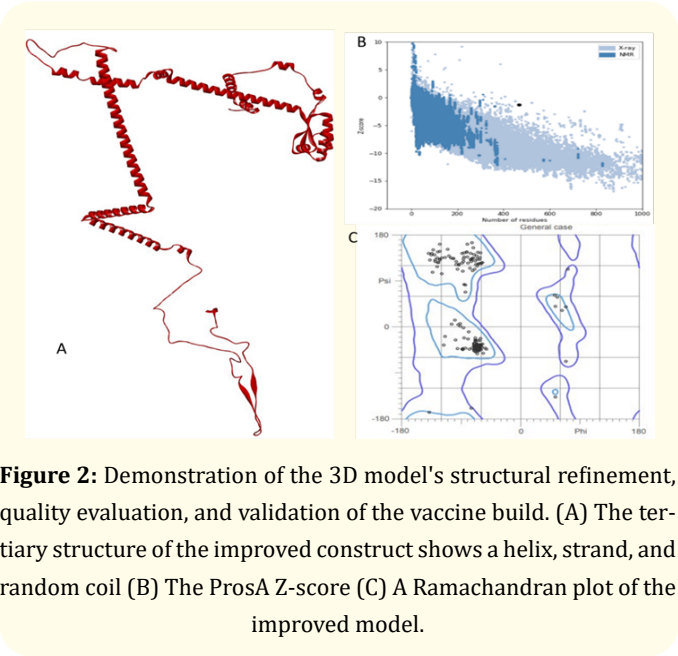 B
10
X-ray
NMR
5
0
-5
-10
-15
-20
Z-score
0
200
400
600
800
1000
Number of residues
General case
C
180
Psi
0
-180
-180
0
Phi
180
A
Figure 2: Demonstration of the 3D model's structural refinement,
quality evaluation, and validation of the vaccine build. (A) The ter-
tiary structure of the improved construct shows a helix, strand, and
random coil (B) The ProsA Z-score (C) A Ramachandran plot of the
improved model.